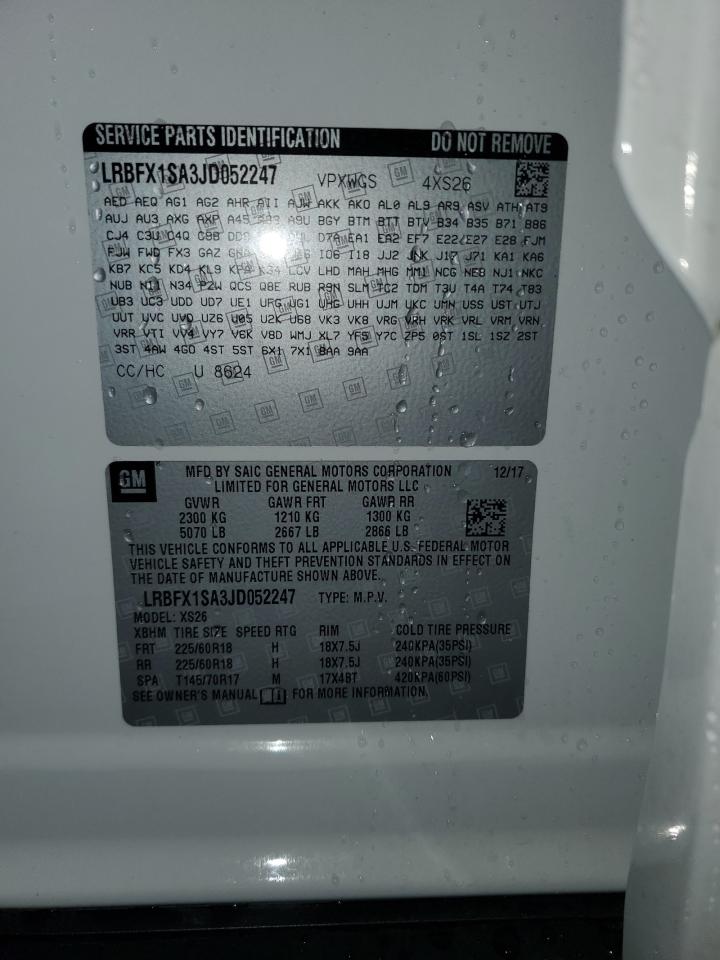 SERVICE PARTS IDENTIFICATION DO NOT REMOVE
LRBFX1SA3JD052247 VPXWGS 4XS26
AED AEQ AG1 AG2 AHR AJW AKK AKO AL0 AL9 AR9 ASV ATH AT9
AUJ AU3 AXG AXP A45 A9U BGY BTM BTT BTV B34 B35 B71 B86
CJ4 C3U C4Q C9B D7A EA1 EA2 EF7 E22 E27 E28 FJM
FJW FWD FX3 GAZ IO6 I18 JJ2 JNK J17 J71 KA1 KA6
KB7 KC5 KD4 KL9 N34 LCV LHD MAH MHG MM1 NCG NE8 NJ1 NKC
NUB N34 PZW QCS Q8E RUB R9N SLM TC2 TDM T3U T4A T74 T83
UB3 UC3 UDD UD7 UE1 UFG UG1 UHG UHH UJM UKC UMN USS UST UTJ
UUT UVC UVD UZ6 U05 U2K U68 VK3 VK8 VRG VRH VRK VRL VRM VRN
VRR VTI VV4 VY7 V6K V8D WMJ XL7 YF5 Y7C ZP5 0ST 1SL 1SZ 2ST
3ST 4AW 4GD 4ST 5ST 6X1 7X1 8AA 9AA
CC/HC U 8624
GM
MFD BY SAIC GENERAL MOTORS CORPORATION 12/17
LIMITED FOR GENERAL MOTORS LLC
GVWR GAWR FRT GAWR RR
2300 KG 1210 KG 1300 KG
5070 LB 2667 LB 2866 LB
THIS VEHICLE CONFORMS TO ALL APPLICABLE U.S. FEDERAL MOTOR
VEHICLE SAFETY AND THEFT PREVENTION STANDARDS IN EFFECT ON
THE DATE OF MANUFACTURE SHOWN ABOVE.
LRBFX1SA3JD052247 TYPE: M.P.V.
MODEL: XS26
XBHM TIRE SIZE SPEED RTG RIM COLD TIRE PRESSURE
FRT 225/60R18 H 18X7.5J 240KPA(35PSI)
RR 225/60R18 H 18X7.5J 240KPA(35PSI)
SPA T145/70R17 M 17X4BT 420KPA(60PSI)
SEE OWNER'S MANUAL FOR MORE INFORMATION.